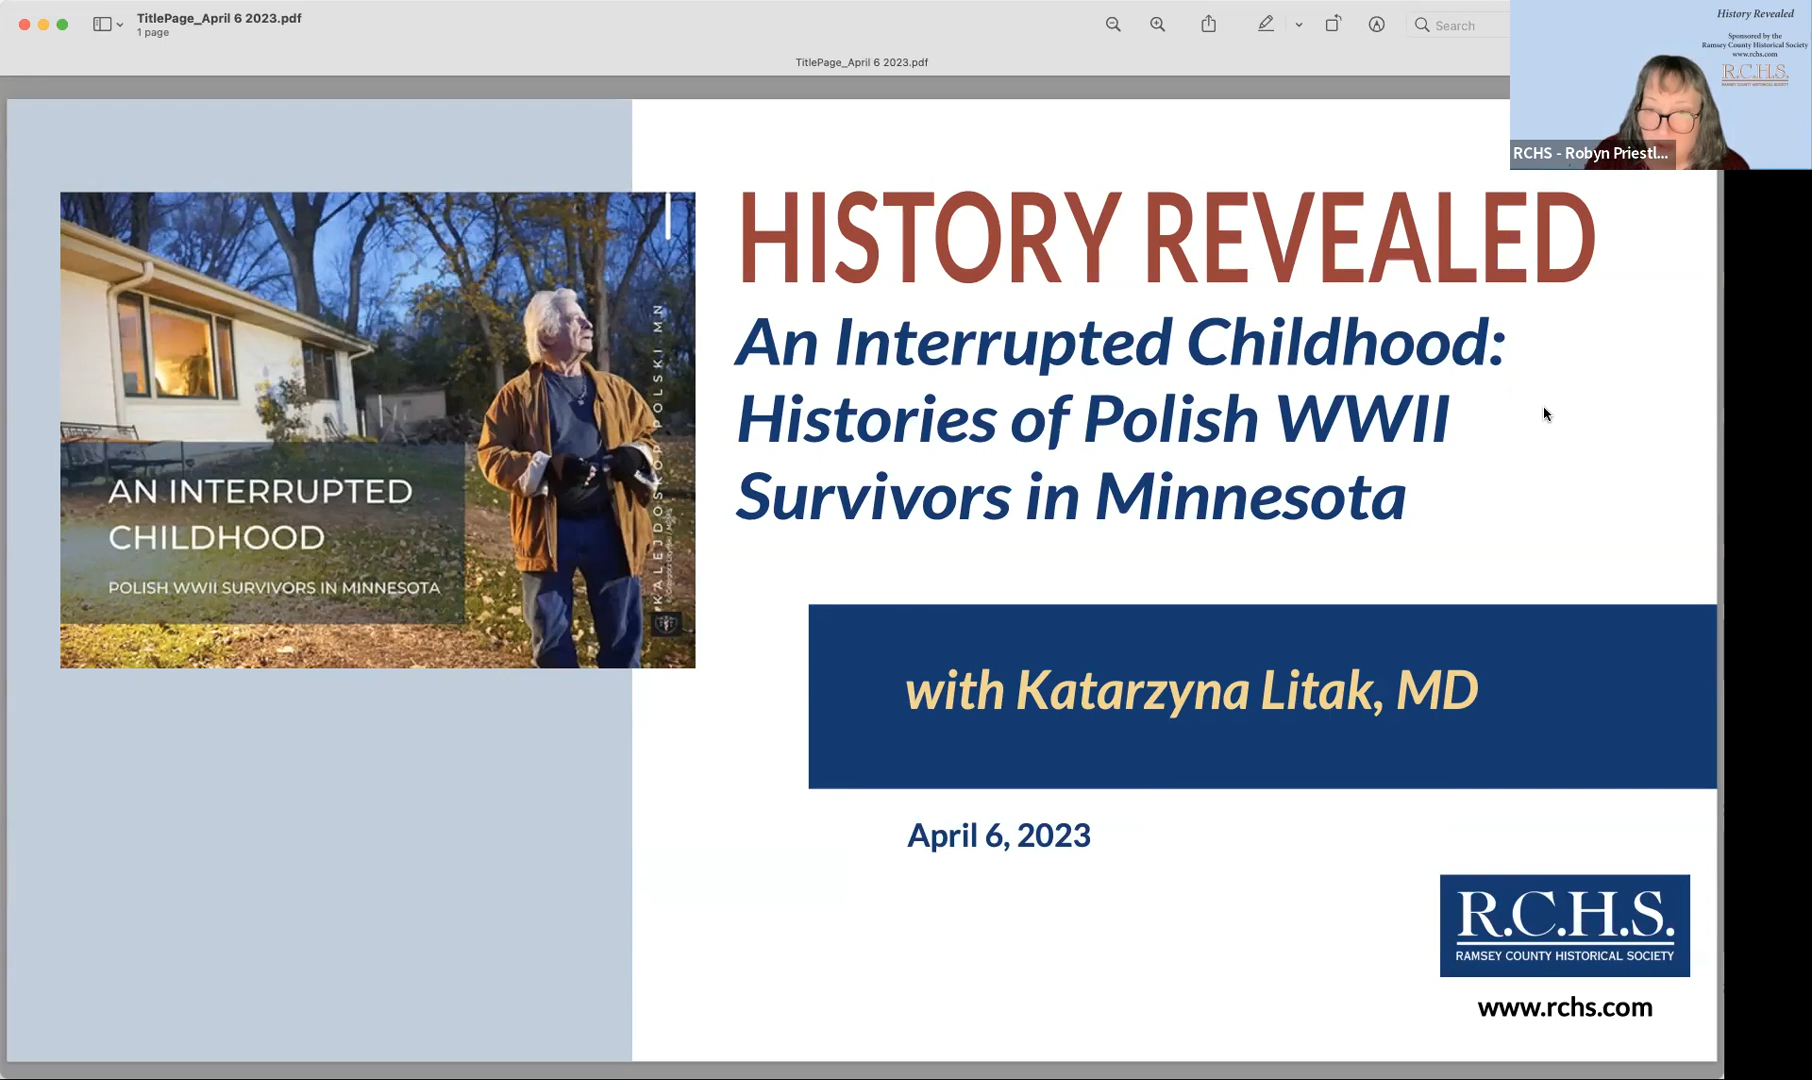 TitlePage_April 6 2023.pdf
1 page
Search
TitlePage_April 6 2023.pdf
History Revealed
Sponsored by the
Ramsey County Historical Society
www.rchs.com
R.C.H.S.
RAMSEY COUNTY HISTORICAL SOCIETY
RCHS - Robyn Priestl...
HISTORY REVEALED
An Interrupted Childhood:
Histories of Polish WWII
Survivors in Minnesota
AN INTERRUPTED
CHILDHOOD
POLISH WWII SURVIVORS IN MINNESOTA
KALEJDOSKOP POLSKI MN
with Katarzyna Litak, MD
April 6, 2023
R.C.H.S.
RAMSEY COUNTY HISTORICAL SOCIETY
www.rchs.com